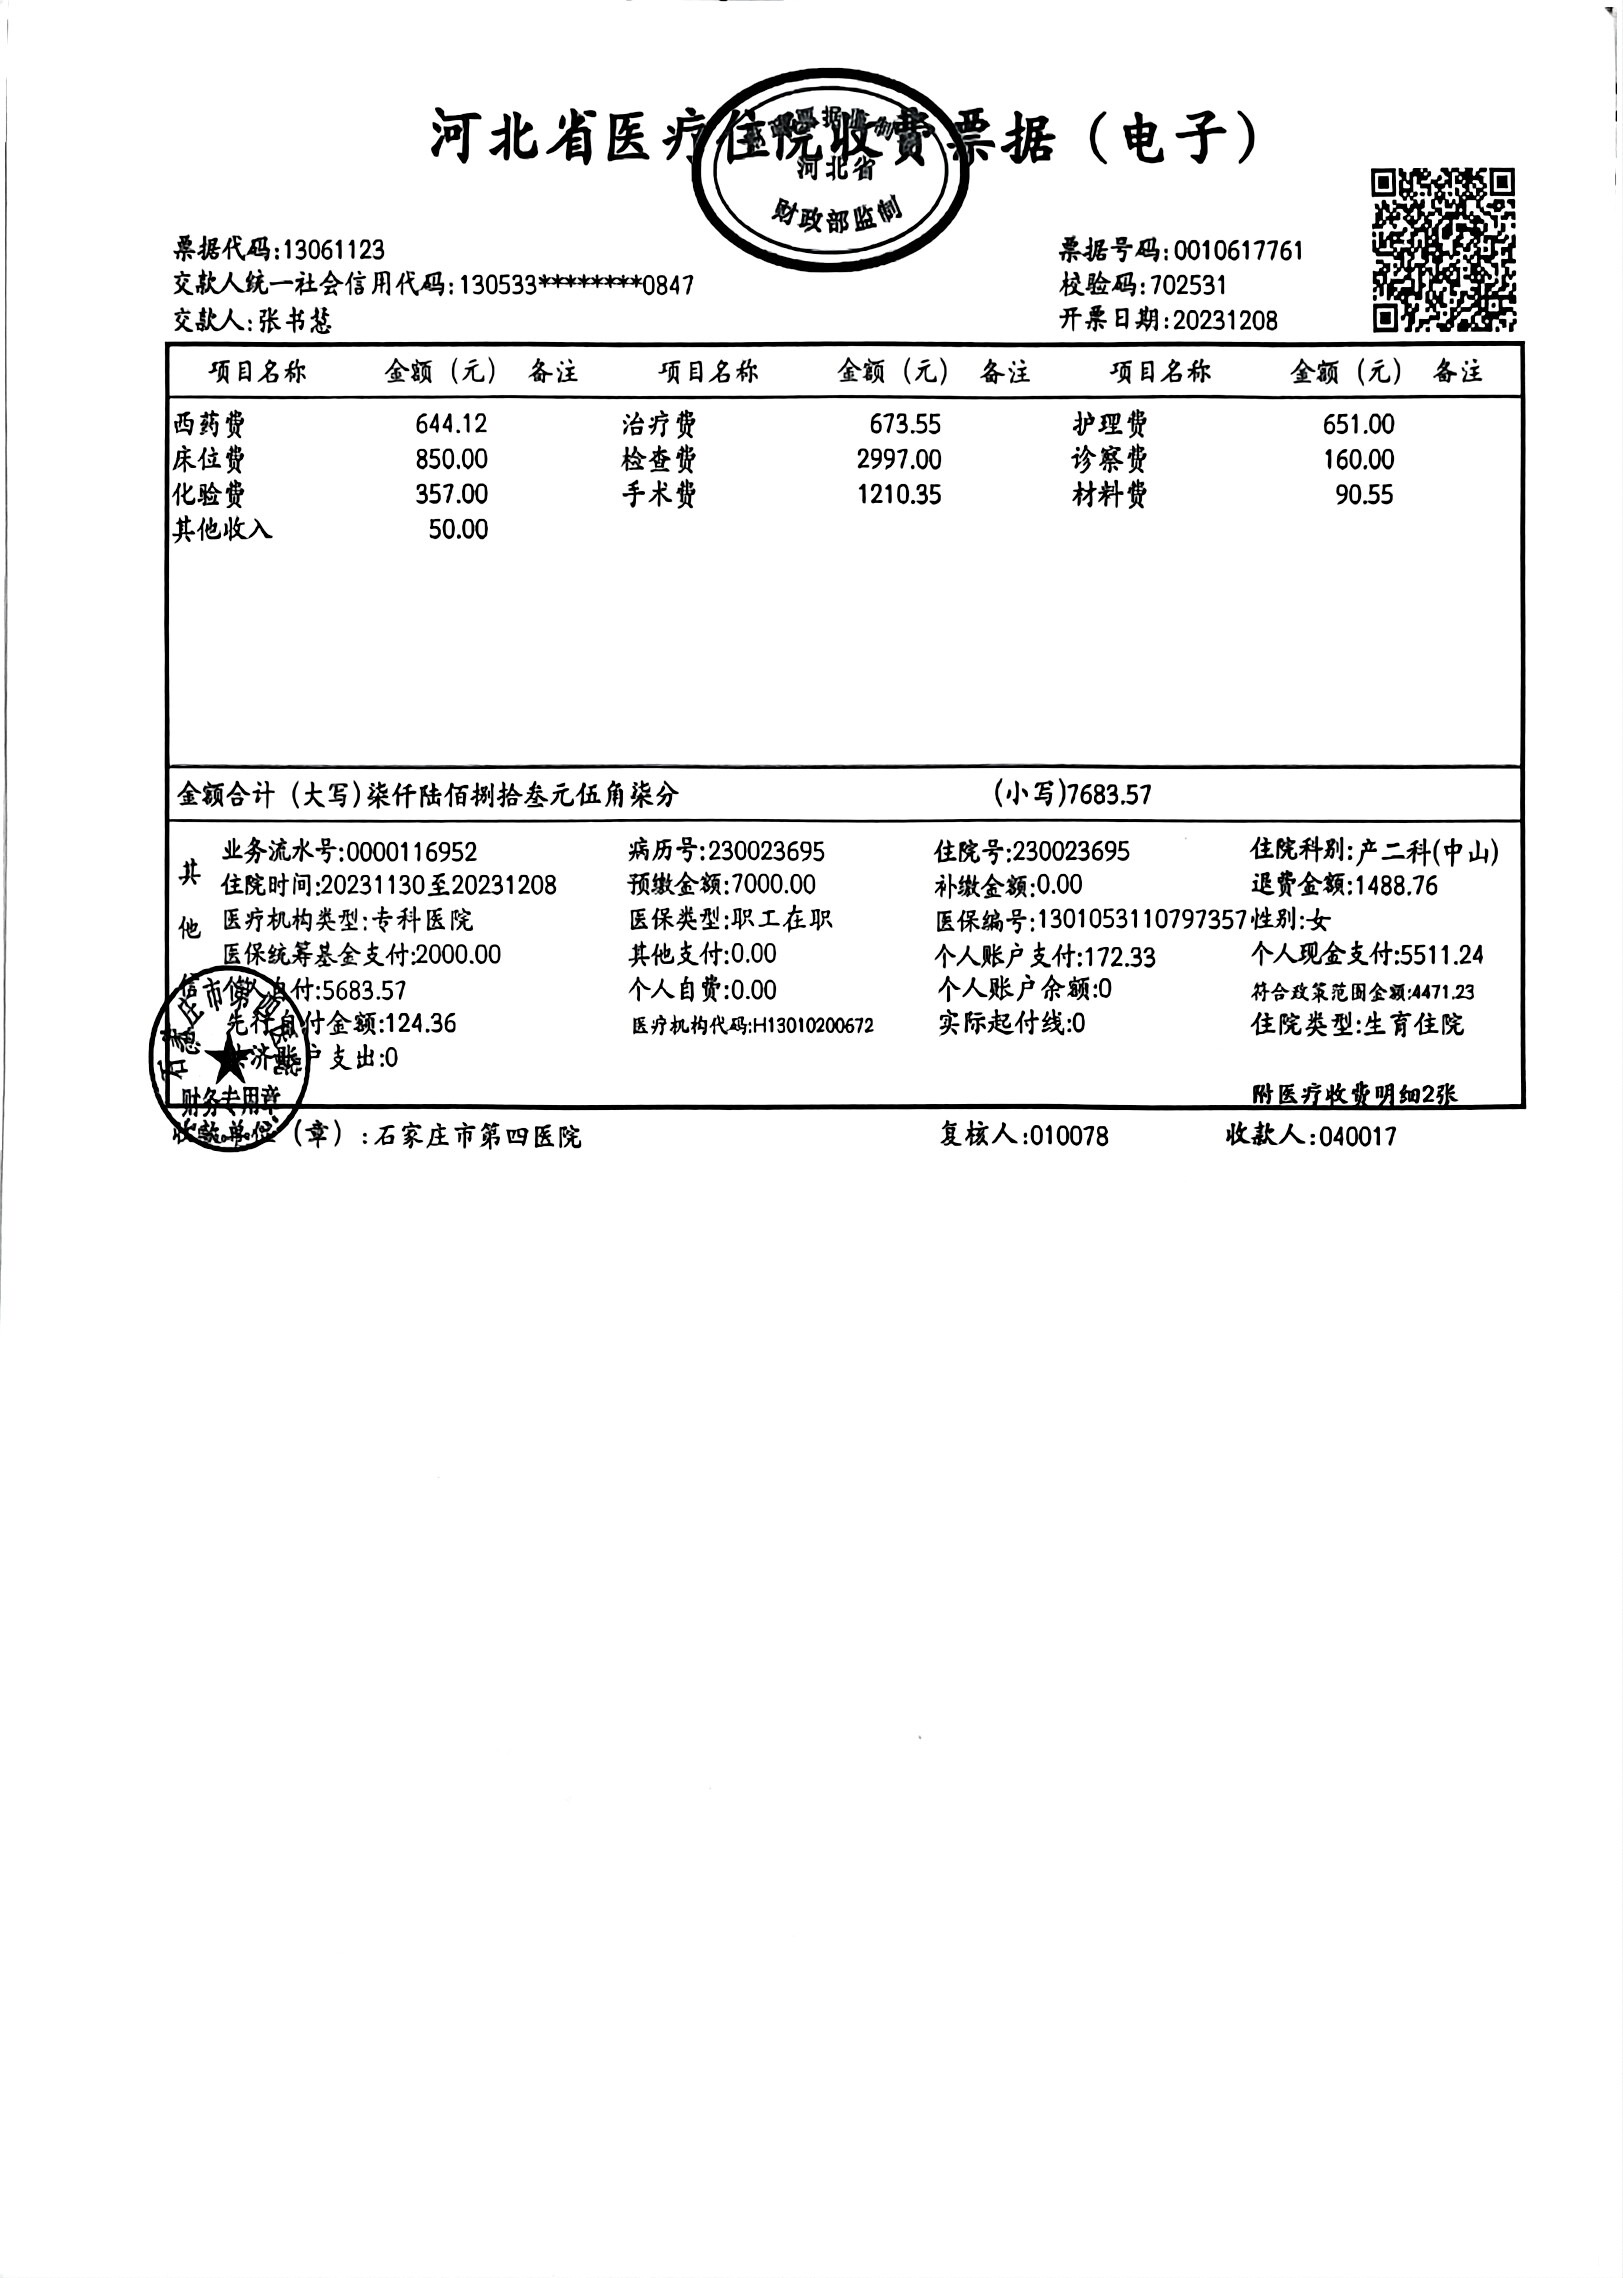 河北省医疗住院收费票据（电子）
财政票据监制章
河北省
财政部监制
票据代码:13061123 票据号码:0010617761
交款人统一社会信用代码:130533********0847 校验码:702531
交款人:张书慧 开票日期:20231208
项目名称 金额（元） 备注 项目名称 金额（元） 备注 项目名称 金额（元） 备注
西药费 644.12 治疗费 673.55 护理费 651.00
床位费 850.00 检查费 2997.00 诊察费 160.00
化验费 357.00 手术费 1210.35 材料费 90.55
其他收入 50.00
金额合计（大写)柒仟陆佰捌拾叁元伍角柒分 (小写)7683.57
其他信息
业务流水号:0000116952 病历号:230023695 住院号:230023695 住院科别:产二科(中山)
住院时间:20231130至20231208 预缴金额:7000.00 补缴金额:0.00 退费金额:1488.76
医疗机构类型:专科医院 医保类型:职工在职 医保编号:1301053110797357 性别:女
医保统筹基金支付:2000.00 其他支付:0.00 个人账户支付:172.33 个人现金支付:5511.24
个人自付:5683.57 个人自费:0.00 个人账户余额:0 符合政策范围金额:4471.23
先行自付金额:124.36 医疗机构代码:H13010200672 实际起付线:0 住院类型:生育住院
共济账户支出:0
附医疗收费明细2张
石家庄市第四医院
财务专用章
收款单位（章）:石家庄市第四医院 复核人:010078 收款人:040017